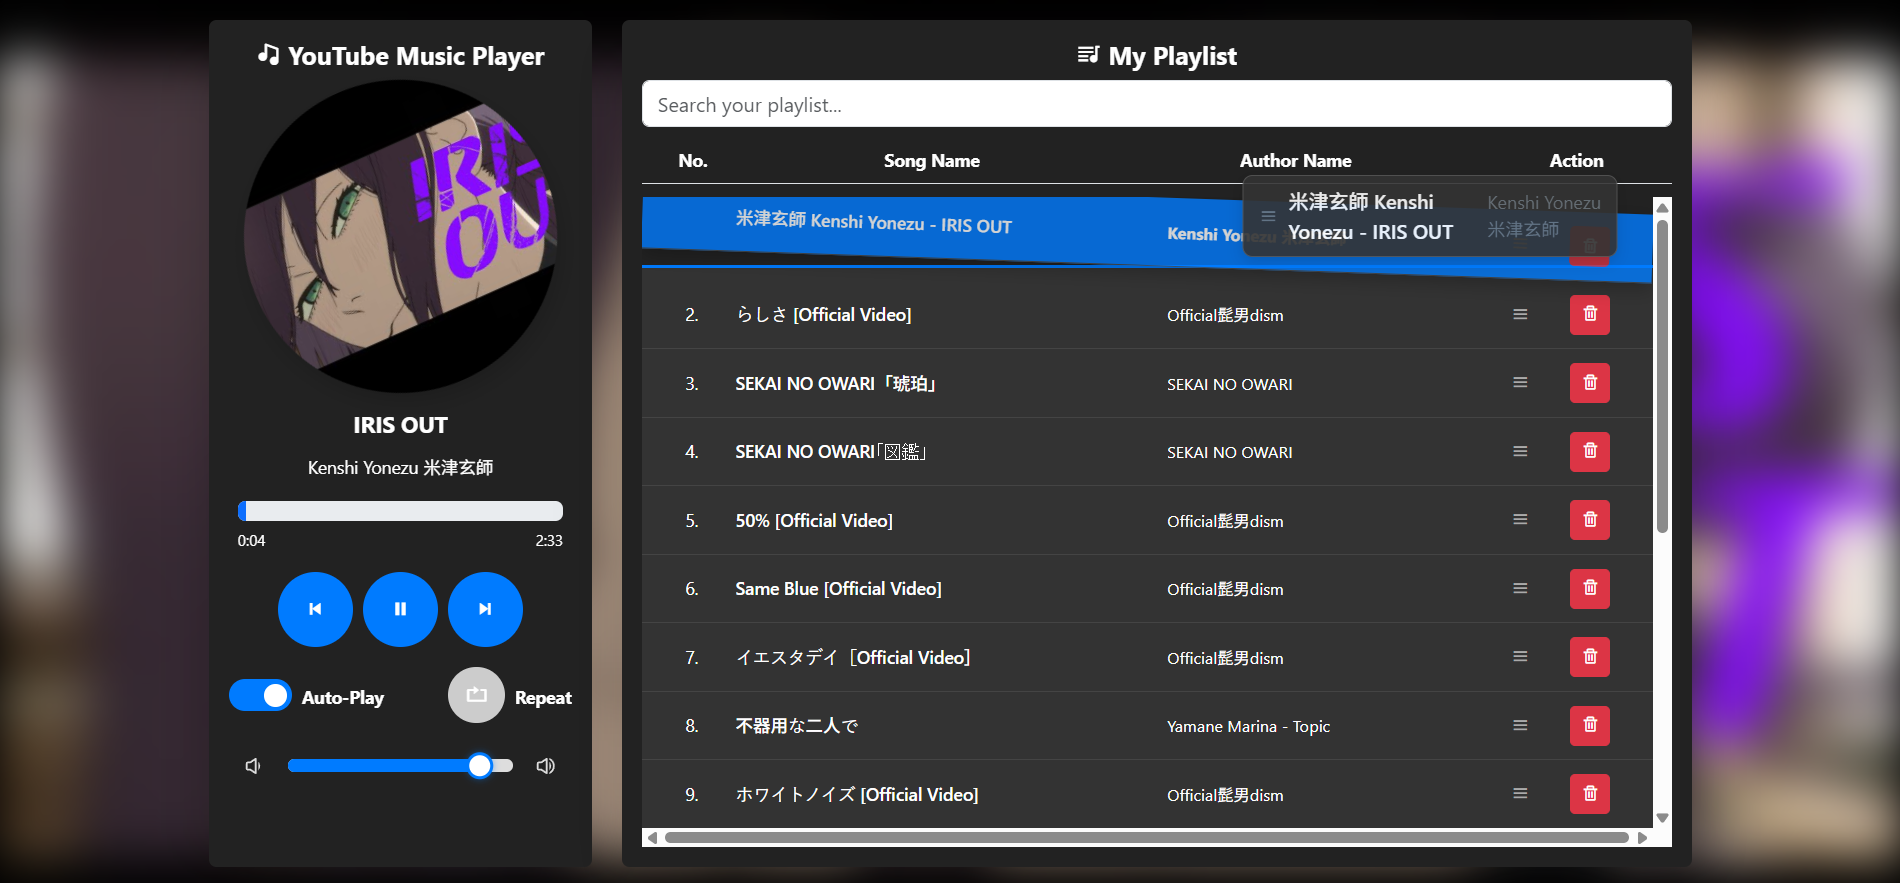 YouTube Music Player
IRIS
OU
IRIS OUT
Kenshi Yonezu 米津玄師
0:04
2:33
Auto-Play
Repeat
My Playlist
Search your playlist...
No. Song Name Author Name Action
米津玄師 Kenshi Yonezu - IRIS OUT
Kenshi
米津玄師 Kenshi
Yonezu - IRIS OUT
Kenshi Yonezu
米津玄師
2. らしさ [Official Video] Official髭男dism
3. SEKAI NO OWARI「琥珀」 SEKAI NO OWARI
4. SEKAI NO OWARI「図鑑」 SEKAI NO OWARI
5. 50% [Official Video] Official髭男dism
6. Same Blue [Official Video] Official髭男dism
7. イエスタデイ［Official Video］ Official髭男dism
8. 不器用な二人で Yamane Marina - Topic
9. ホワイトノイズ [Official Video] Official髭男dism